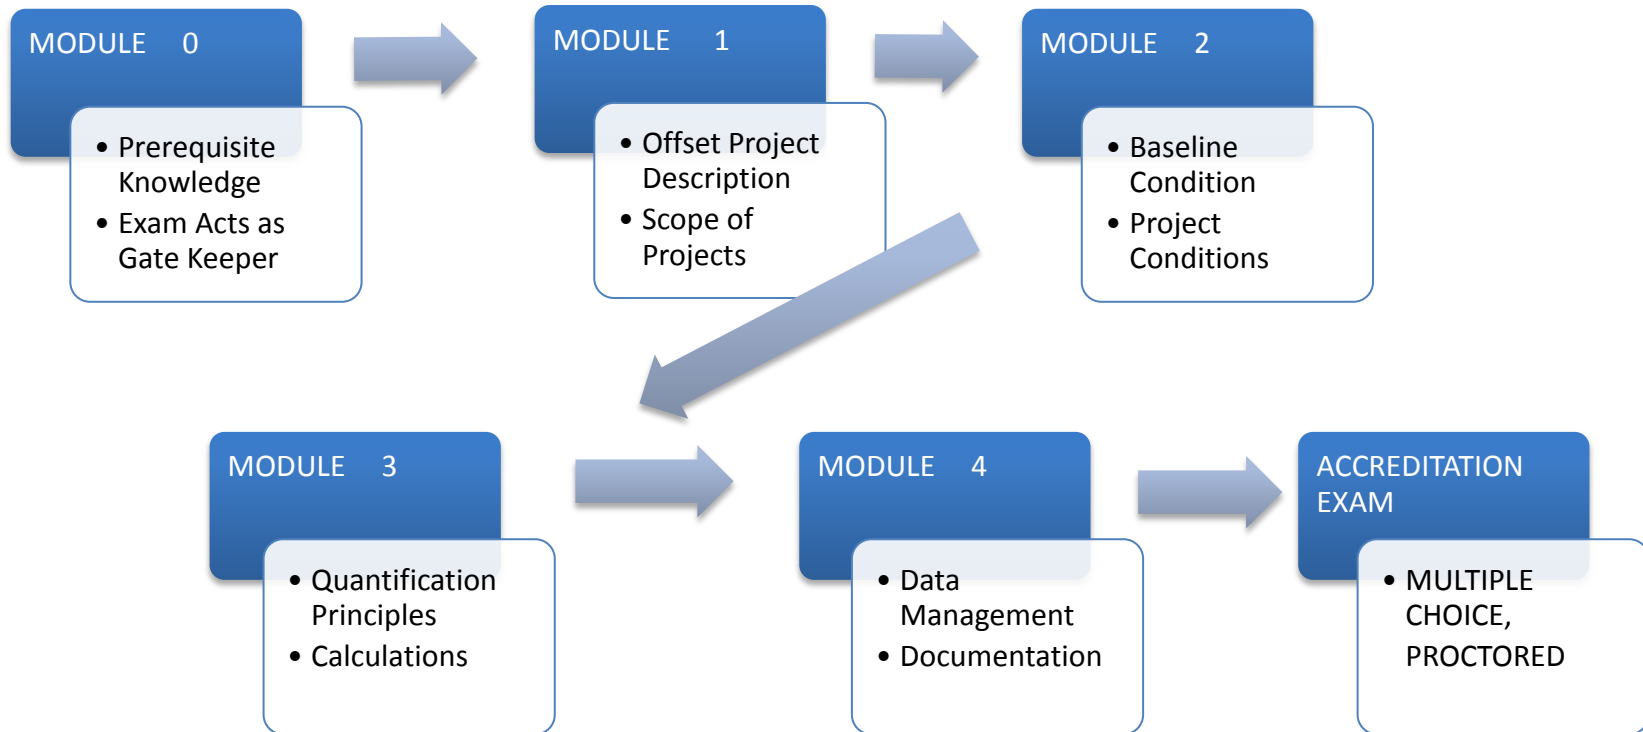 MODULE 0
• Prerequisite
Knowledge
• Exam Acts as
Gate Keeper
MODULE 1
• Offset Project
Description
• Scope of
Projects
MODULE 2
• Baseline
Condition
• Project
Conditions
MODULE 3
• Quantification
Principles
• Calculations
MODULE 4
• Data
Management
• Documentation
ACCREDITATION
EXAM
• MULTIPLE
CHOICE,
PROCTORED